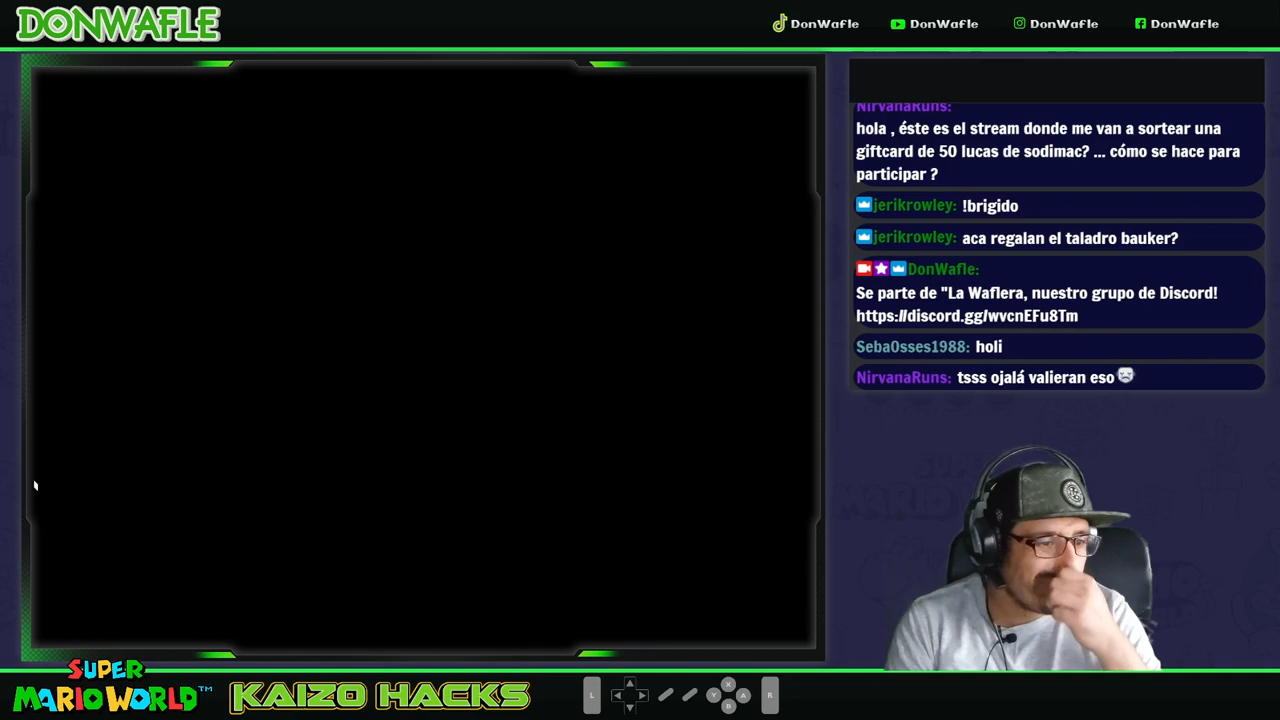 DONWAFLE
DonWafle
DonWafle
DonWafle
DonWafle
NirvanaRuns:
hola , éste es el stream donde me van a sortear una
giftcard de 50 lucas de sodimac? ... cómo se hace para
participar ?
jerikrowley: !brigido
jerikrowley: aca regalan el taladro bauker?
DonWafle:
Se parte de "La Waflera, nuestro grupo de Discord!
https://discord.gg/wvcnEFu8Tm
SebaOsses1988: holi
NirvanaRuns: tsss ojalá valieran eso
SUPER
MARIO WORLD™
KAIZO HACKS
L
X
Y
A
B
R